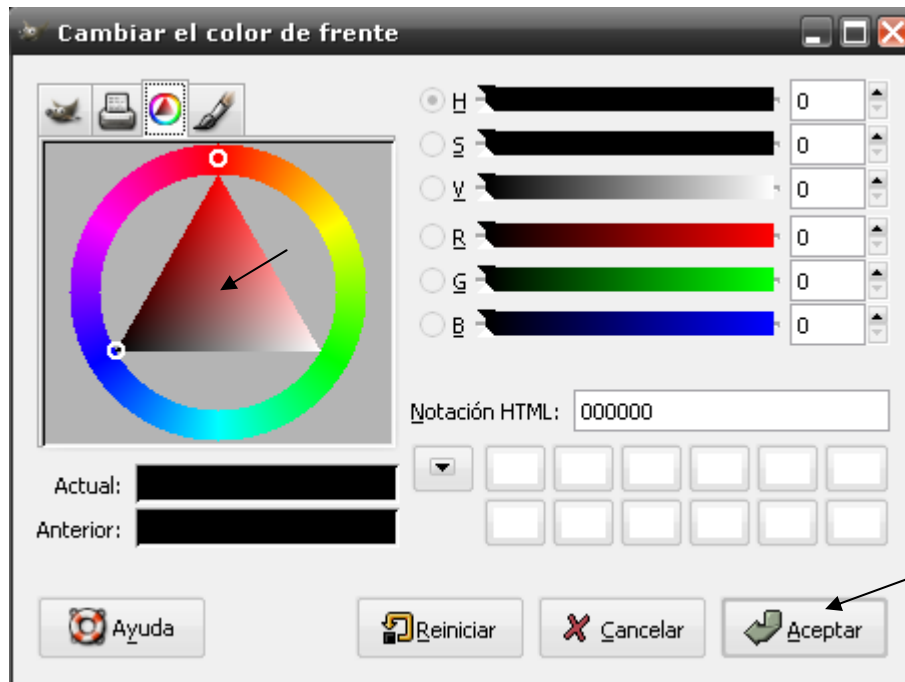 Cambiar el color de frente
H 0
S 0
V 0
R 0
G 0
B 0
Notación HTML: 000000
Actual:
Anterior:
Ayuda Reiniciar Cancelar Aceptar